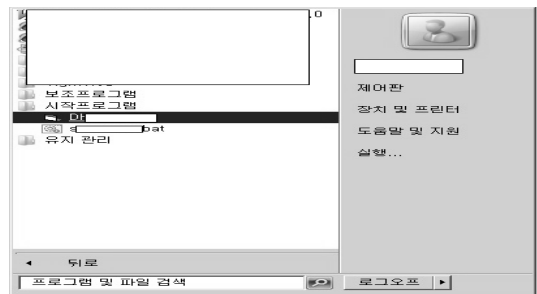 .0
보조프로그램
시작프로그램
DH
s bat
유지 관리
뒤로
프로그램 및 파일 검색
제어판
장치 및 프린터
도움말 및 지원
실행...
로그오프